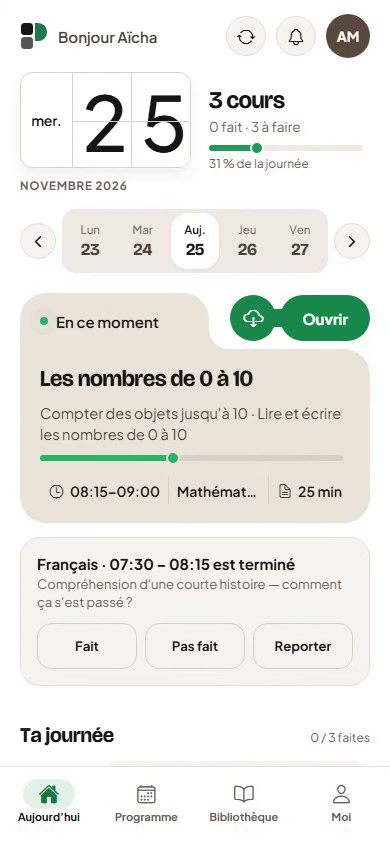 Bonjour Aïcha
AM
mer.
25
NOVEMBRE 2026
3 cours
0 fait · 3 à faire
31 % de la journée
Lun
23
Mar
24
Auj.
25
Jeu
26
Ven
27
En ce moment
Ouvrir
Les nombres de 0 à 10
Compter des objets jusqu'à 10 · Lire et écrire
les nombres de 0 à 10
08:15–09:00
Mathémat…
25 min
Français · 07:30 – 08:15 est terminé
Compréhension d'une courte histoire — comment
ça s'est passé ?
Fait
Pas fait
Reporter
Ta journée
0 / 3 faites
Aujourd'hui
Programme
Bibliothèque
Moi